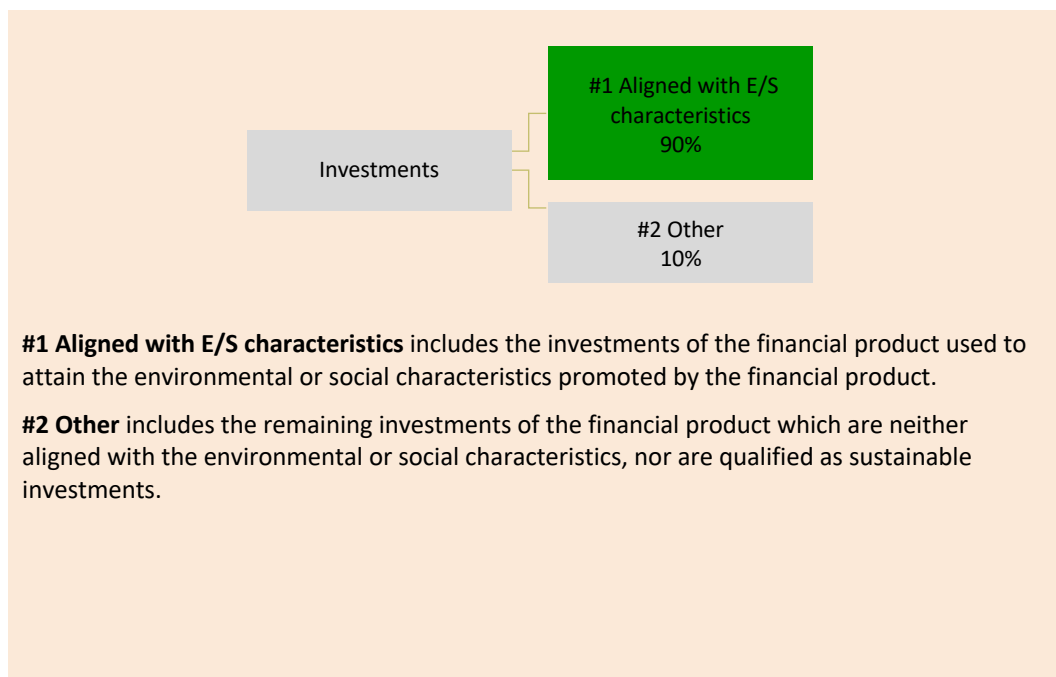 #1 Aligned with E/S
characteristics
90%
Investments
#2 Other
10%
#1 Aligned with E/S characteristics includes the investments of the financial product used to
attain the environmental or social characteristics promoted by the financial product.
#2 Other includes the remaining investments of the financial product which are neither
aligned with the environmental or social characteristics, nor are qualified as sustainable
investments.